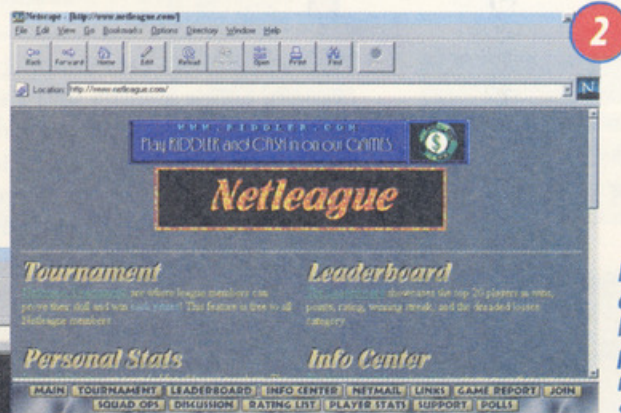 Netscape - [http://www.netleague.com/]
File Edit View Go Bookmarks Options Directory Window Help
Back Forward Home Edit Reload Open Print Find
Location: http://www.netleague.com/
N
2
WWW.RIDDLER.COM
Play RIDDLER and CASH in on our GAMES
$
Netleague
Tournament
are where league members can
prove their skill and win This feature is free to all
Netleague members
Leaderboard
showcases the top 20 players in wins,
points, rating, winning streak, and the dreaded losses
category
Personal Stats
Info Center
MAIN TOURNAMENT LEADERBOARD INFO CENTER NETMAIL LINKS GAME REPORT JOIN
SQUAD OPS DISCUSSION RATING LIST PLAYER STATS SUPPORT POLLS